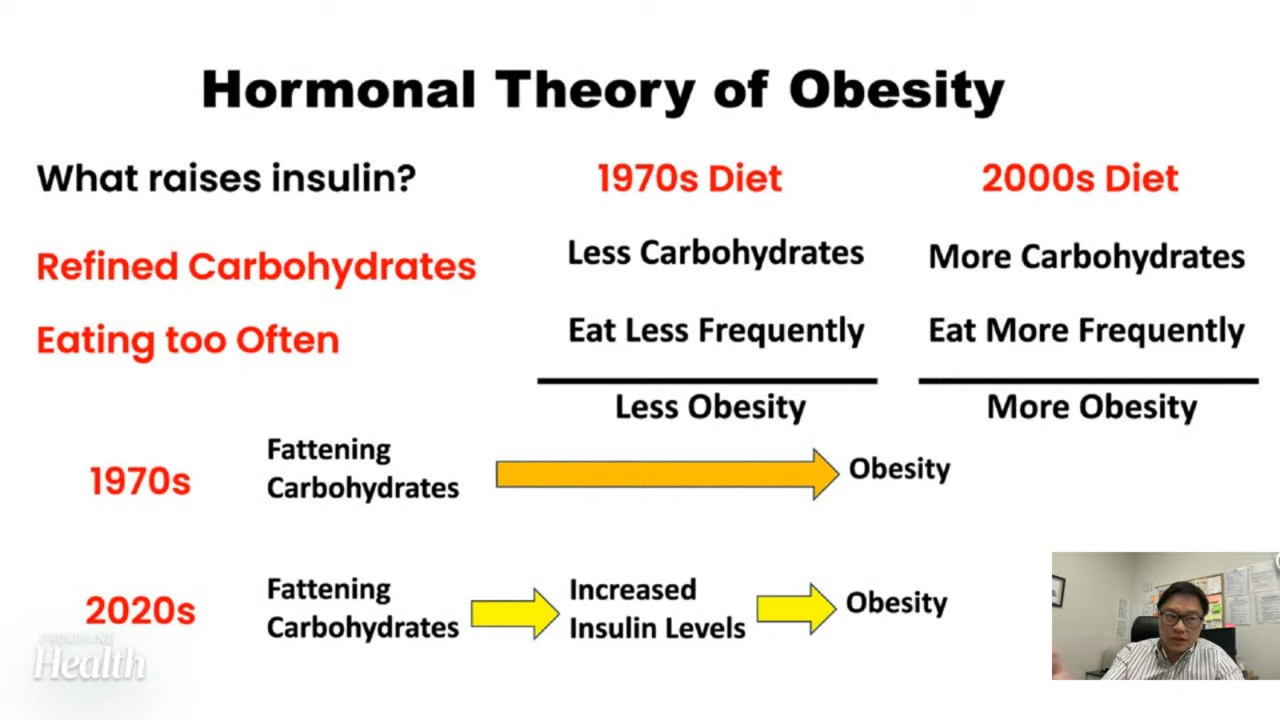 Hormonal Theory of Obesity
What raises insulin?
1970s Diet
2000s Diet
Refined Carbohydrates
Less Carbohydrates
More Carbohydrates
Eating too Often
Eat Less Frequently
Eat More Frequently
Less Obesity
More Obesity
1970s
Fattening
Carbohydrates
Obesity
2020s
Fattening
Carbohydrates
Increased
Insulin Levels
Obesity
Health